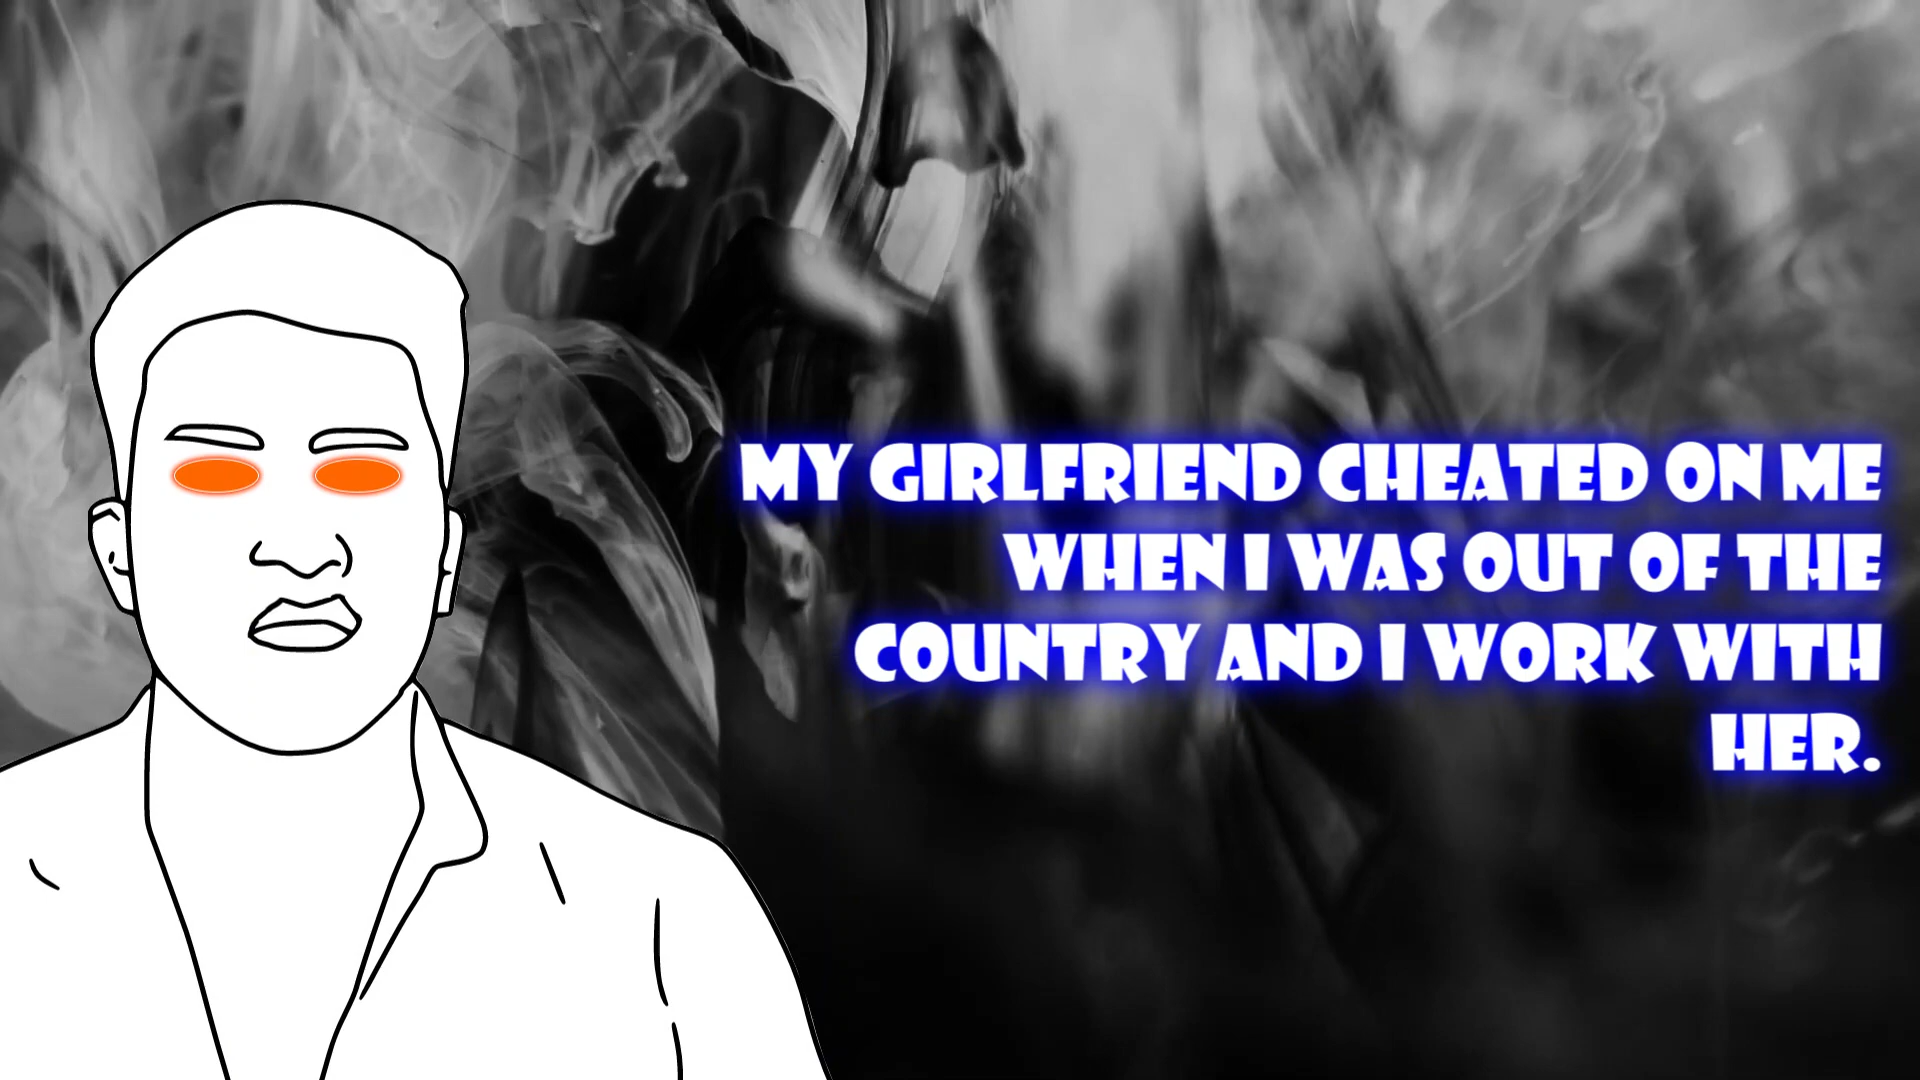 MY GIRLFRIEND CHEATED ON ME
WHEN I WAS OUT OF THE
COUNTRY AND I WORK WITH
HER.